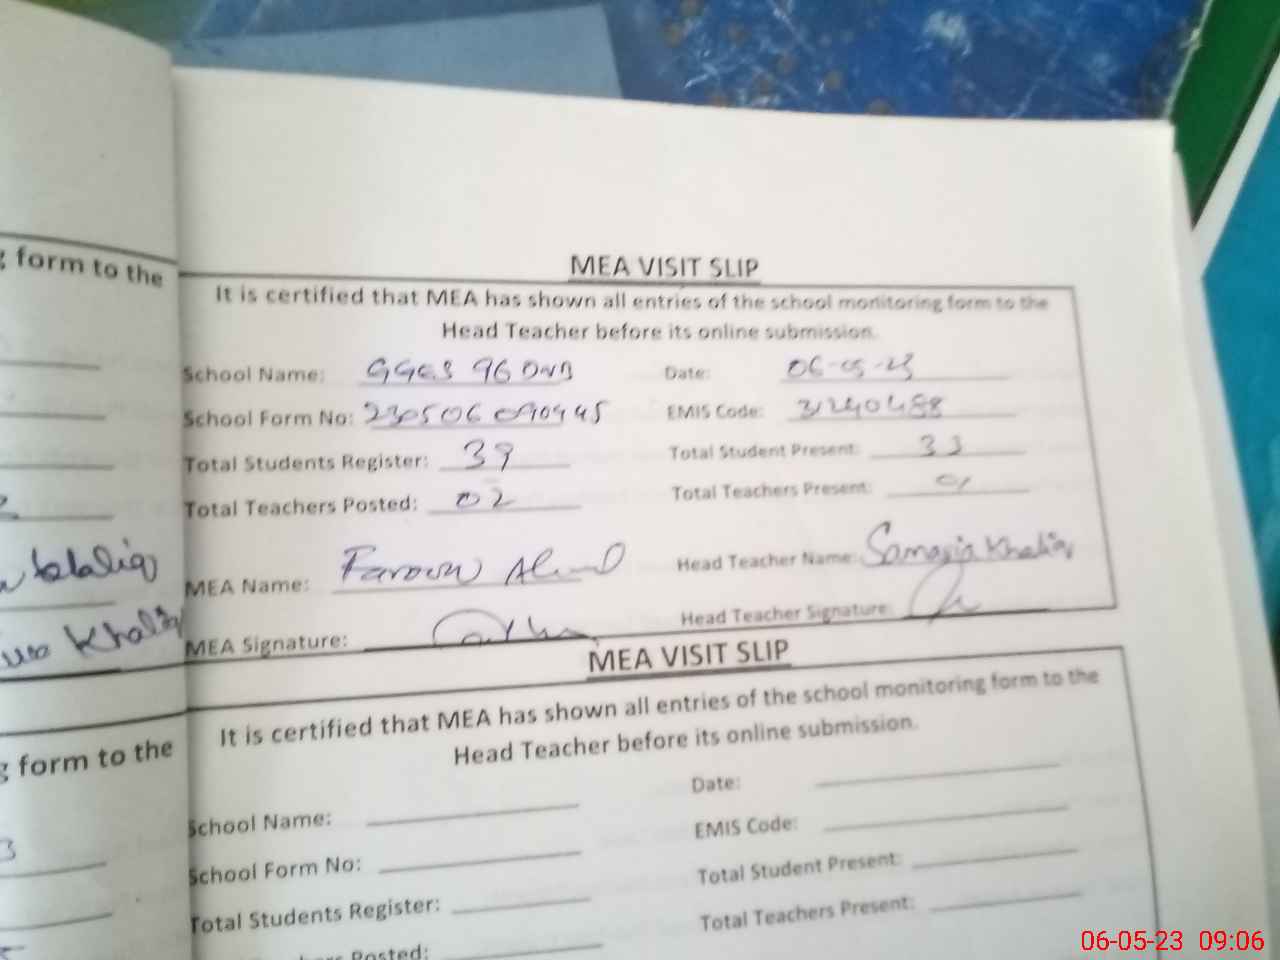 g form to the
khaliq
Khaliq
g form to the
MEA VISIT SLIP
It is certified that MEA has shown all entries of the school monitoring form to the
Head Teacher before its online submission.
School Name: GGES 96 DNB Date: 06-05-23
School Form No: 230506090945 EMIS Code: 31240488
Total Students Register: 39 Total Student Present: 33
Total Teachers Posted: 02 Total Teachers Present: 01
MEA Name: Farooq Ahmad Head Teacher Name: Khaliq
MEA Signature: Head Teacher Signature:
MEA VISIT SLIP
It is certified that MEA has shown all entries of the school monitoring form to the
Head Teacher before its online submission.
School Name: Date:
School Form No: EMIS Code:
Total Students Register: Total Student Present:
Posted: Total Teachers Present:
06-05-23 09:06